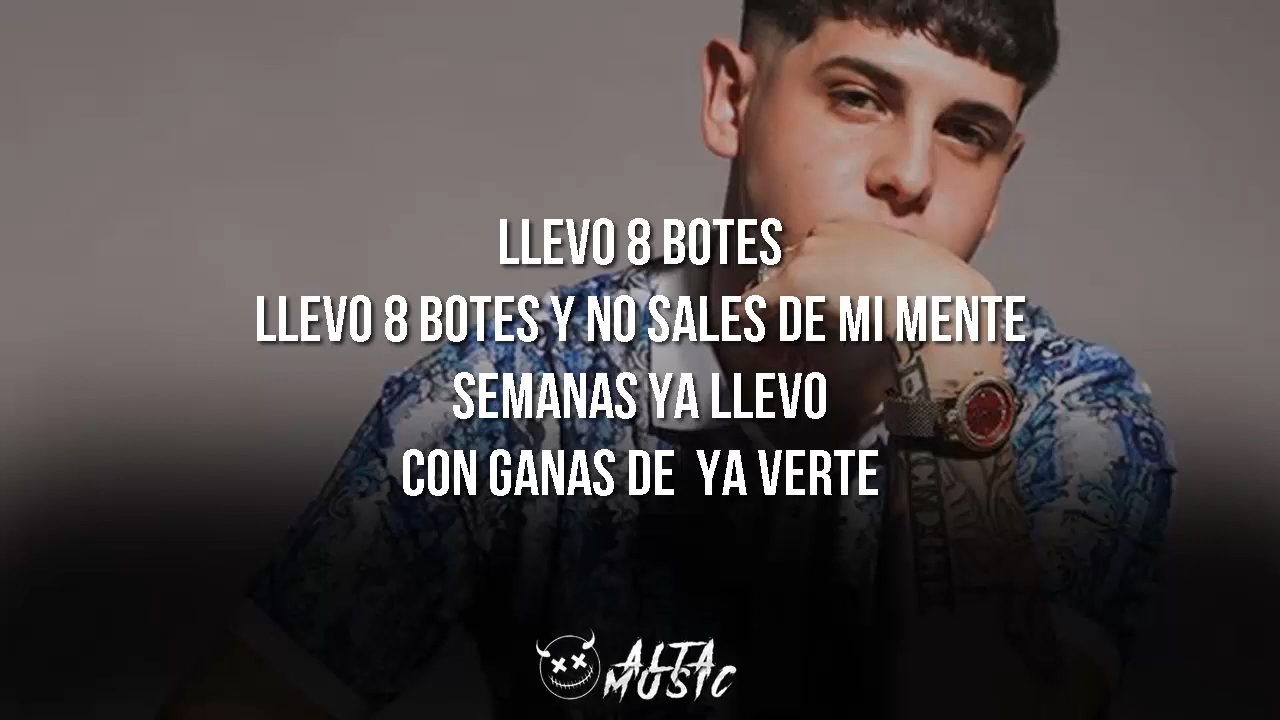 LLEVO 8 BOTES
LLEVO 8 BOTES Y NO SALES DE MI MENTE
SEMANAS YA LLEVO
CON GANAS DE YA VERTE
ALTA
MUSIC